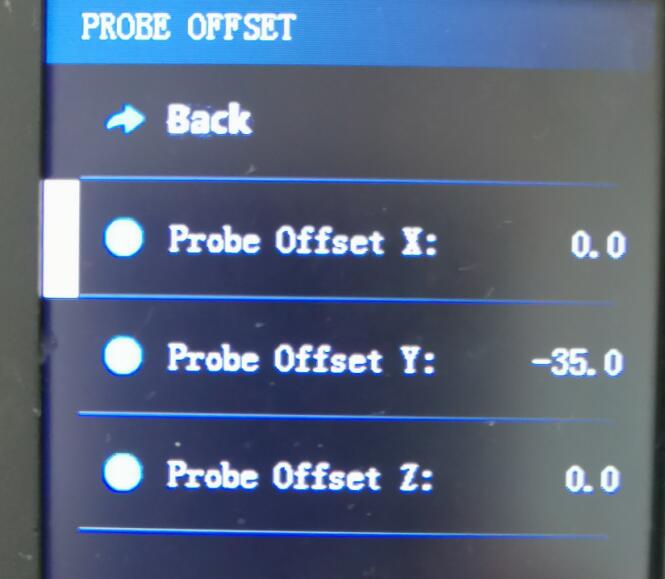 PROBE OFFSET
Back
Probe Offset X: 0.0
Probe Offset Y: -35.0
Probe Offset Z: 0.0